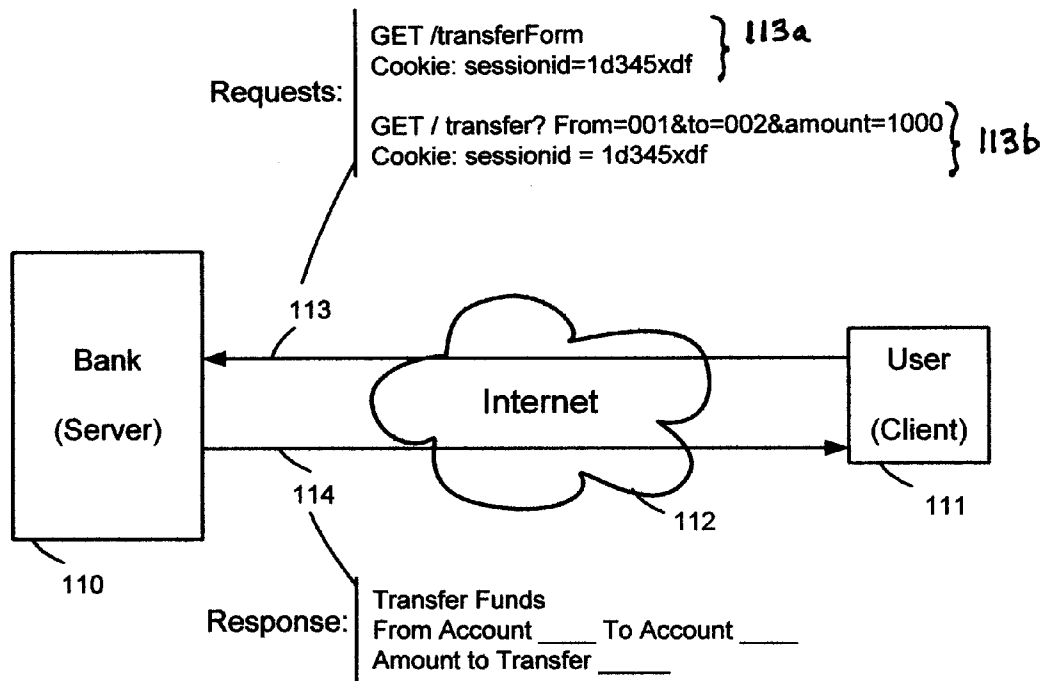 GET /transferForm
Cookie: sessionid=1d345xdf
113a
Requests:
GET / transfer? From=001&to=002&amount=1000
Cookie: sessionid = 1d345xdf
113b
113
Bank
(Server)
Internet
User
(Client)
114
112
111
110
Response:
Transfer Funds
From Account ____ To Account ____
Amount to Transfer _____